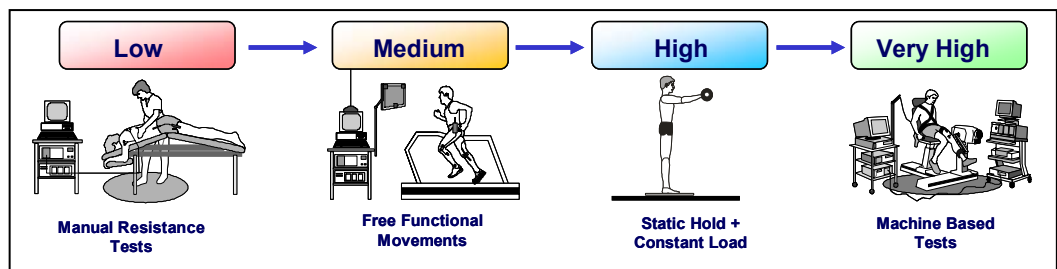 Low
Medium
High
Very High
Manual Resistance
Tests
Free Functional
Movements
Static Hold +
Constant Load
Machine Based
Tests